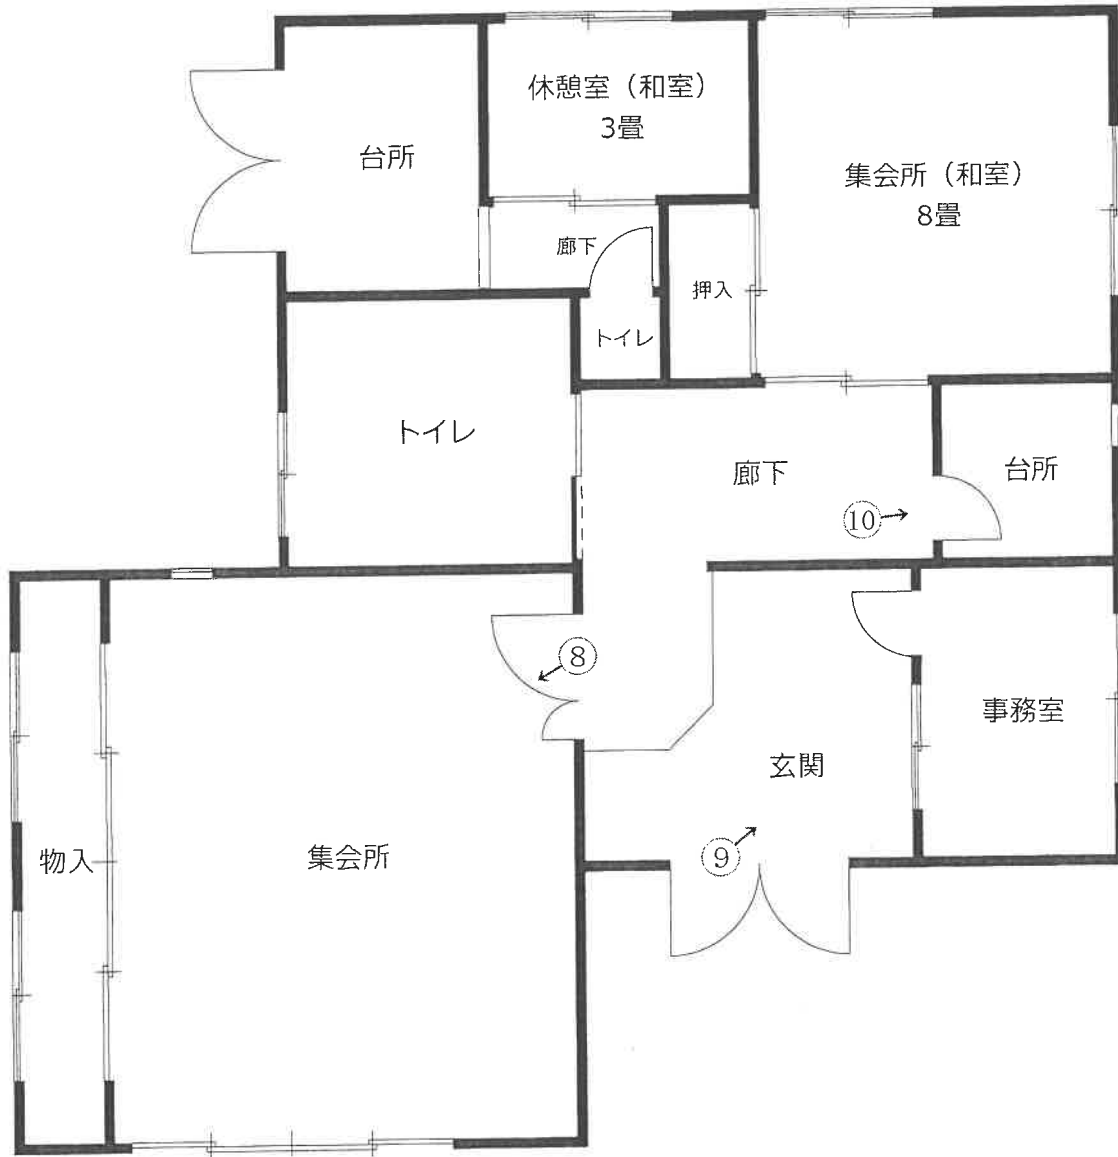 休憩室（和室）
3畳
台所
集会所（和室）
8畳
廊下
押入
トイレ
トイレ
廊下
台所
⑩
⑧
事務室
玄関
⑨
物入
集会所